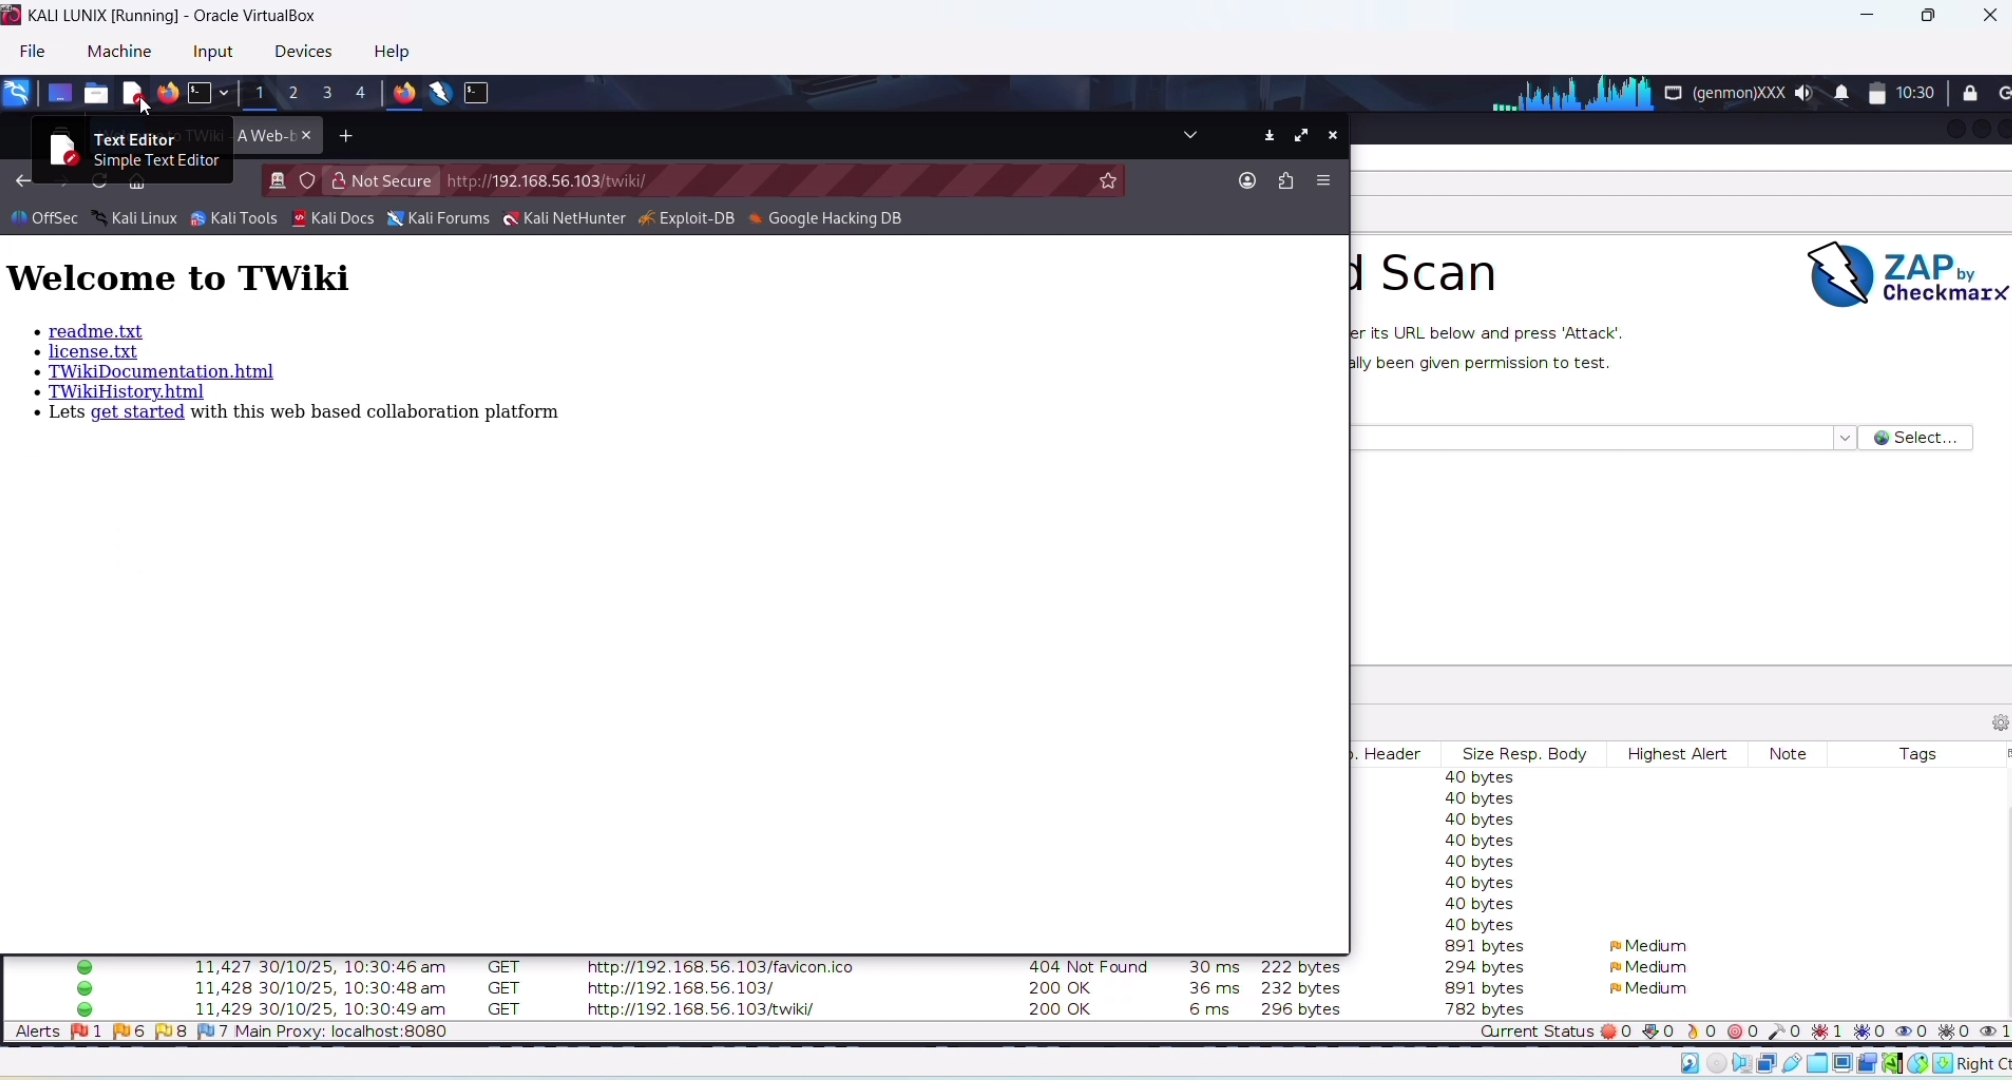 KALI LUNIX [Running] - Oracle VirtualBox
File Machine Input Devices Help
1 2 3 4 (genmon)XXX 10:30
Text Editor TWiki - A Web-b
Simple Text Editor
Not Secure http://192.168.56.103/twiki/
OffSec Kali Linux Kali Tools Kali Docs Kali Forums Kali NetHunter Exploit-DB Google Hacking DB
Welcome to TWiki
• readme.txt
• license.txt
• TWikiDocumentation.html
• TWikiHistory.html
• Lets get started with this web based collaboration platform
d Scan
ZAP by
Checkmarx
er its URL below and press 'Attack'.
ally been given permission to test.
Select...
. Header Size Resp. Body Highest Alert Note Tags
40 bytes
40 bytes
40 bytes
40 bytes
40 bytes
40 bytes
40 bytes
40 bytes
891 bytes Medium
11,427 30/10/25, 10:30:46 am GET http://192.168.56.103/favicon.ico 404 Not Found 30 ms 222 bytes 294 bytes Medium
11,428 30/10/25, 10:30:48 am GET http://192.168.56.103/ 200 OK 36 ms 232 bytes 891 bytes Medium
11,429 30/10/25, 10:30:49 am GET http://192.168.56.103/twiki/ 200 OK 6 ms 296 bytes 782 bytes
Alerts 1 6 8 7 Main Proxy: localhost:8080 Current Status 0 0 0 0 0 1 0 0 0 1
Right Ct